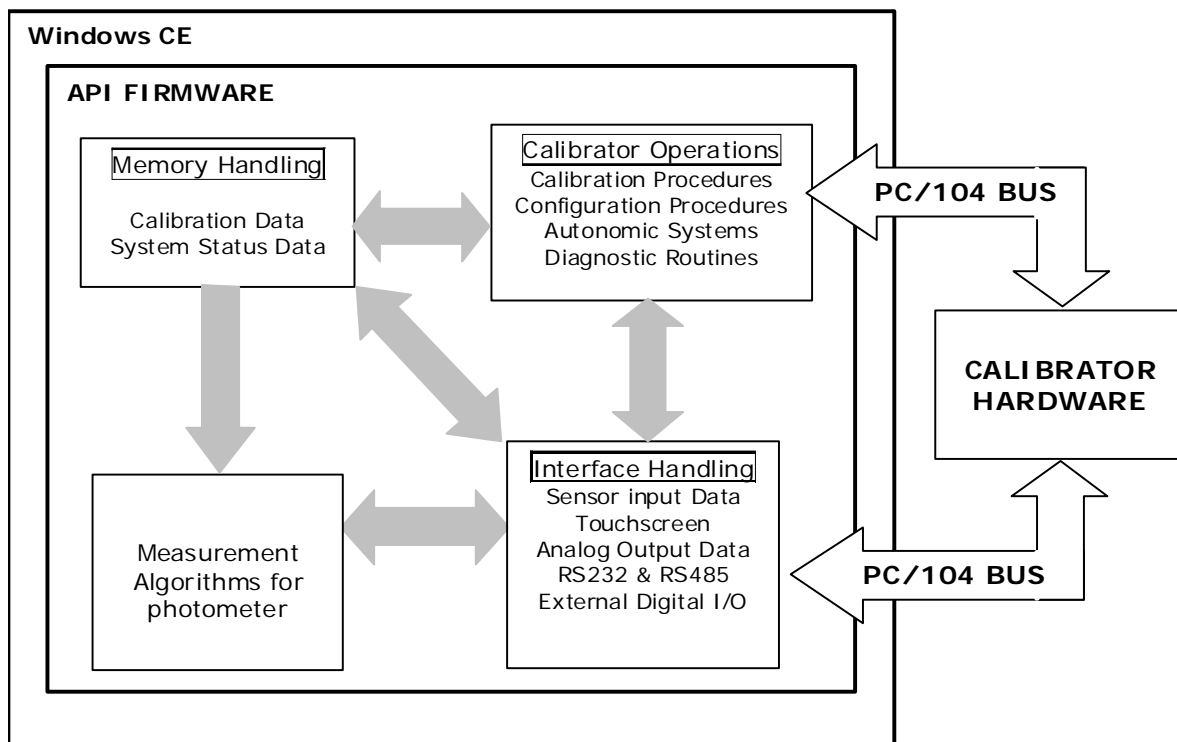 Windows CE
API FIRMWARE
Memory Handling
Calibration Data
System Status Data
Calibrator Operations
Calibration Procedures
Configuration Procedures
Autonomic Systems
Diagnostic Routines
PC/104 BUS
CALIBRATOR
HARDWARE
Measurement
Algorithms for
photometer
Interface Handling
Sensor input Data
Touchscreen
Analog Output Data
RS232 & RS485
External Digital I/O
PC/104 BUS